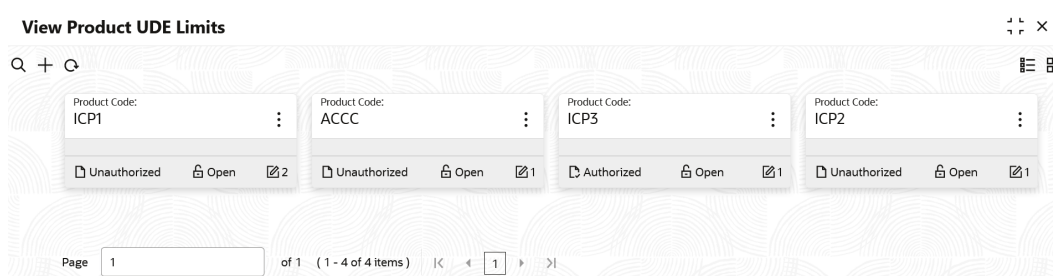 View Product UDE Limits
Product Code:
ICP1
Unauthorized Open 2
Product Code:
ACCC
Unauthorized Open 1
Product Code:
ICP3
Authorized Open 1
Product Code:
ICP2
Unauthorized Open 1
Page 1 of 1 ( 1 - 4 of 4 items ) 1